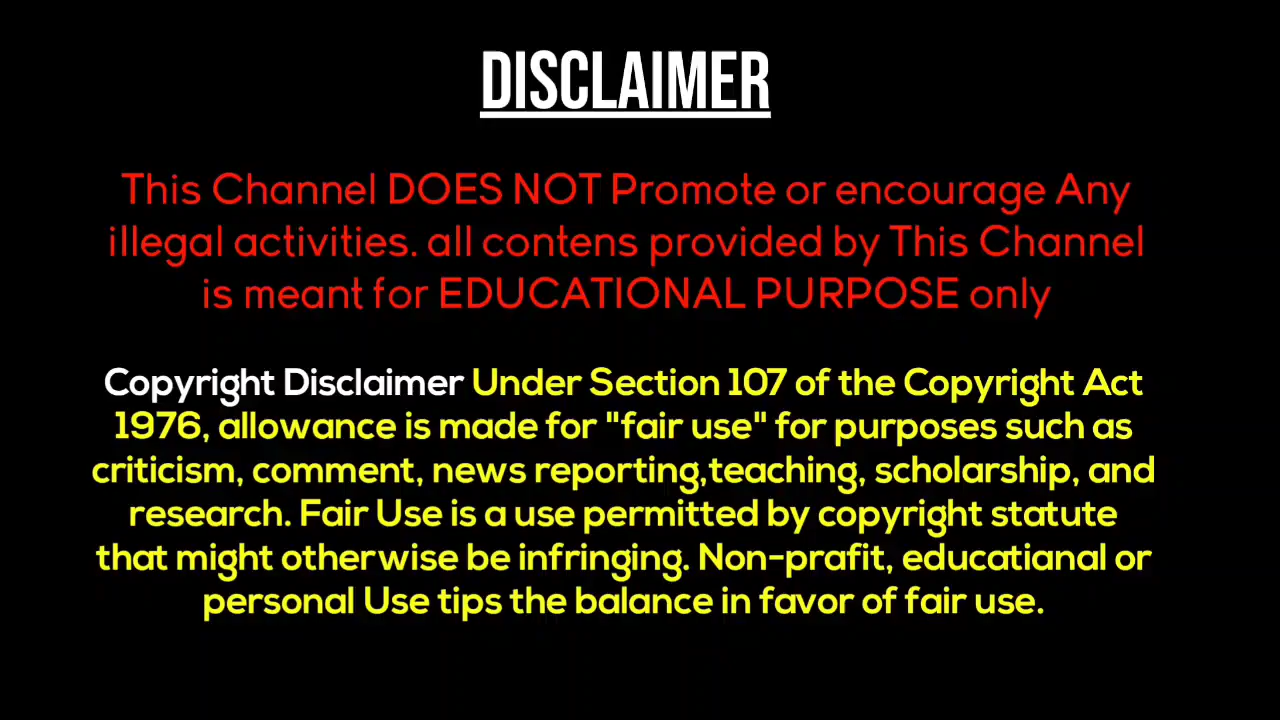 DISCLAIMER
This Channel DOES NOT Promote or encourage Any
illegal activities. all contens provided by This Channel
is meant for EDUCATIONAL PURPOSE only
Copyright Disclaimer Under Section 107 of the Copyright Act
1976, allowance is made for "fair use" for purposes such as
criticism, comment, news reporting,teaching, scholarship, and
research. Fair Use is a use permitted by copyright statute
that might otherwise be infringing. Non-prafit, educatianal or
personal Use tips the balance in favor of fair use.